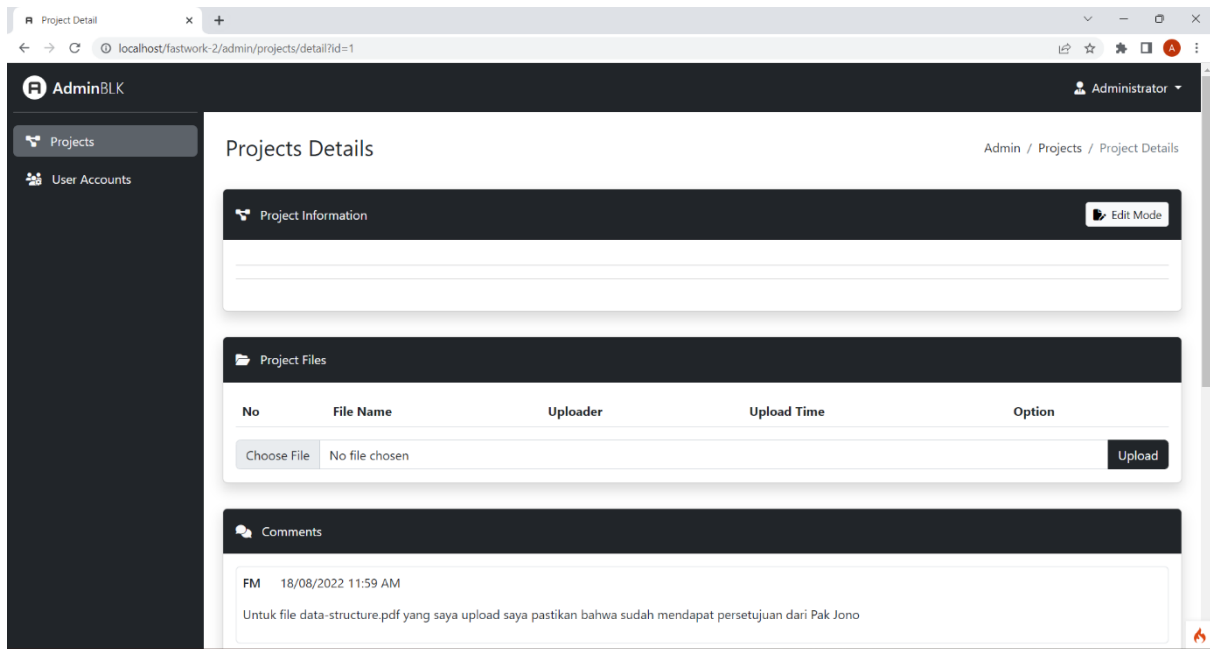 Project Detail
localhost/fastwork-2/admin/projects/detail?id=1
A
AdminBLK
Administrator
Projects
User Accounts
Projects Details
Admin / Projects / Project Details
Project Information
Edit Mode
Project Files
No File Name Uploader Upload Time Option
Choose File No file chosen Upload
Comments
FM 18/08/2022 11:59 AM
Untuk file data-structure.pdf yang saya upload saya pastikan bahwa sudah mendapat persetujuan dari Pak Jono